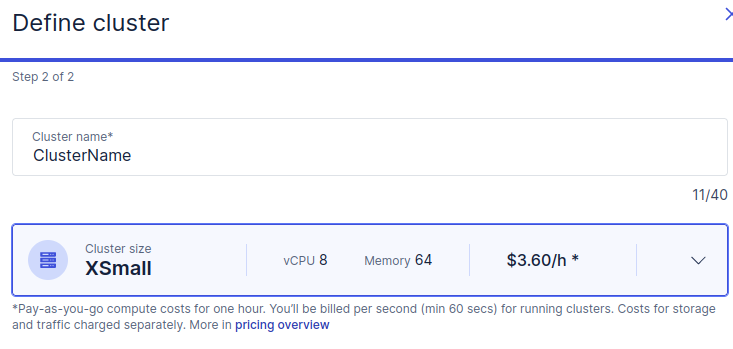 Define cluster
Step 2 of 2
Cluster name*
ClusterName
11/40
Cluster size
XSmall
vCPU 8
Memory 64
$3.60/h *
*Pay-as-you-go compute costs for one hour. You’ll be billed per second (min 60 secs) for running clusters. Costs for storage
and traffic charged separately. More in pricing overview